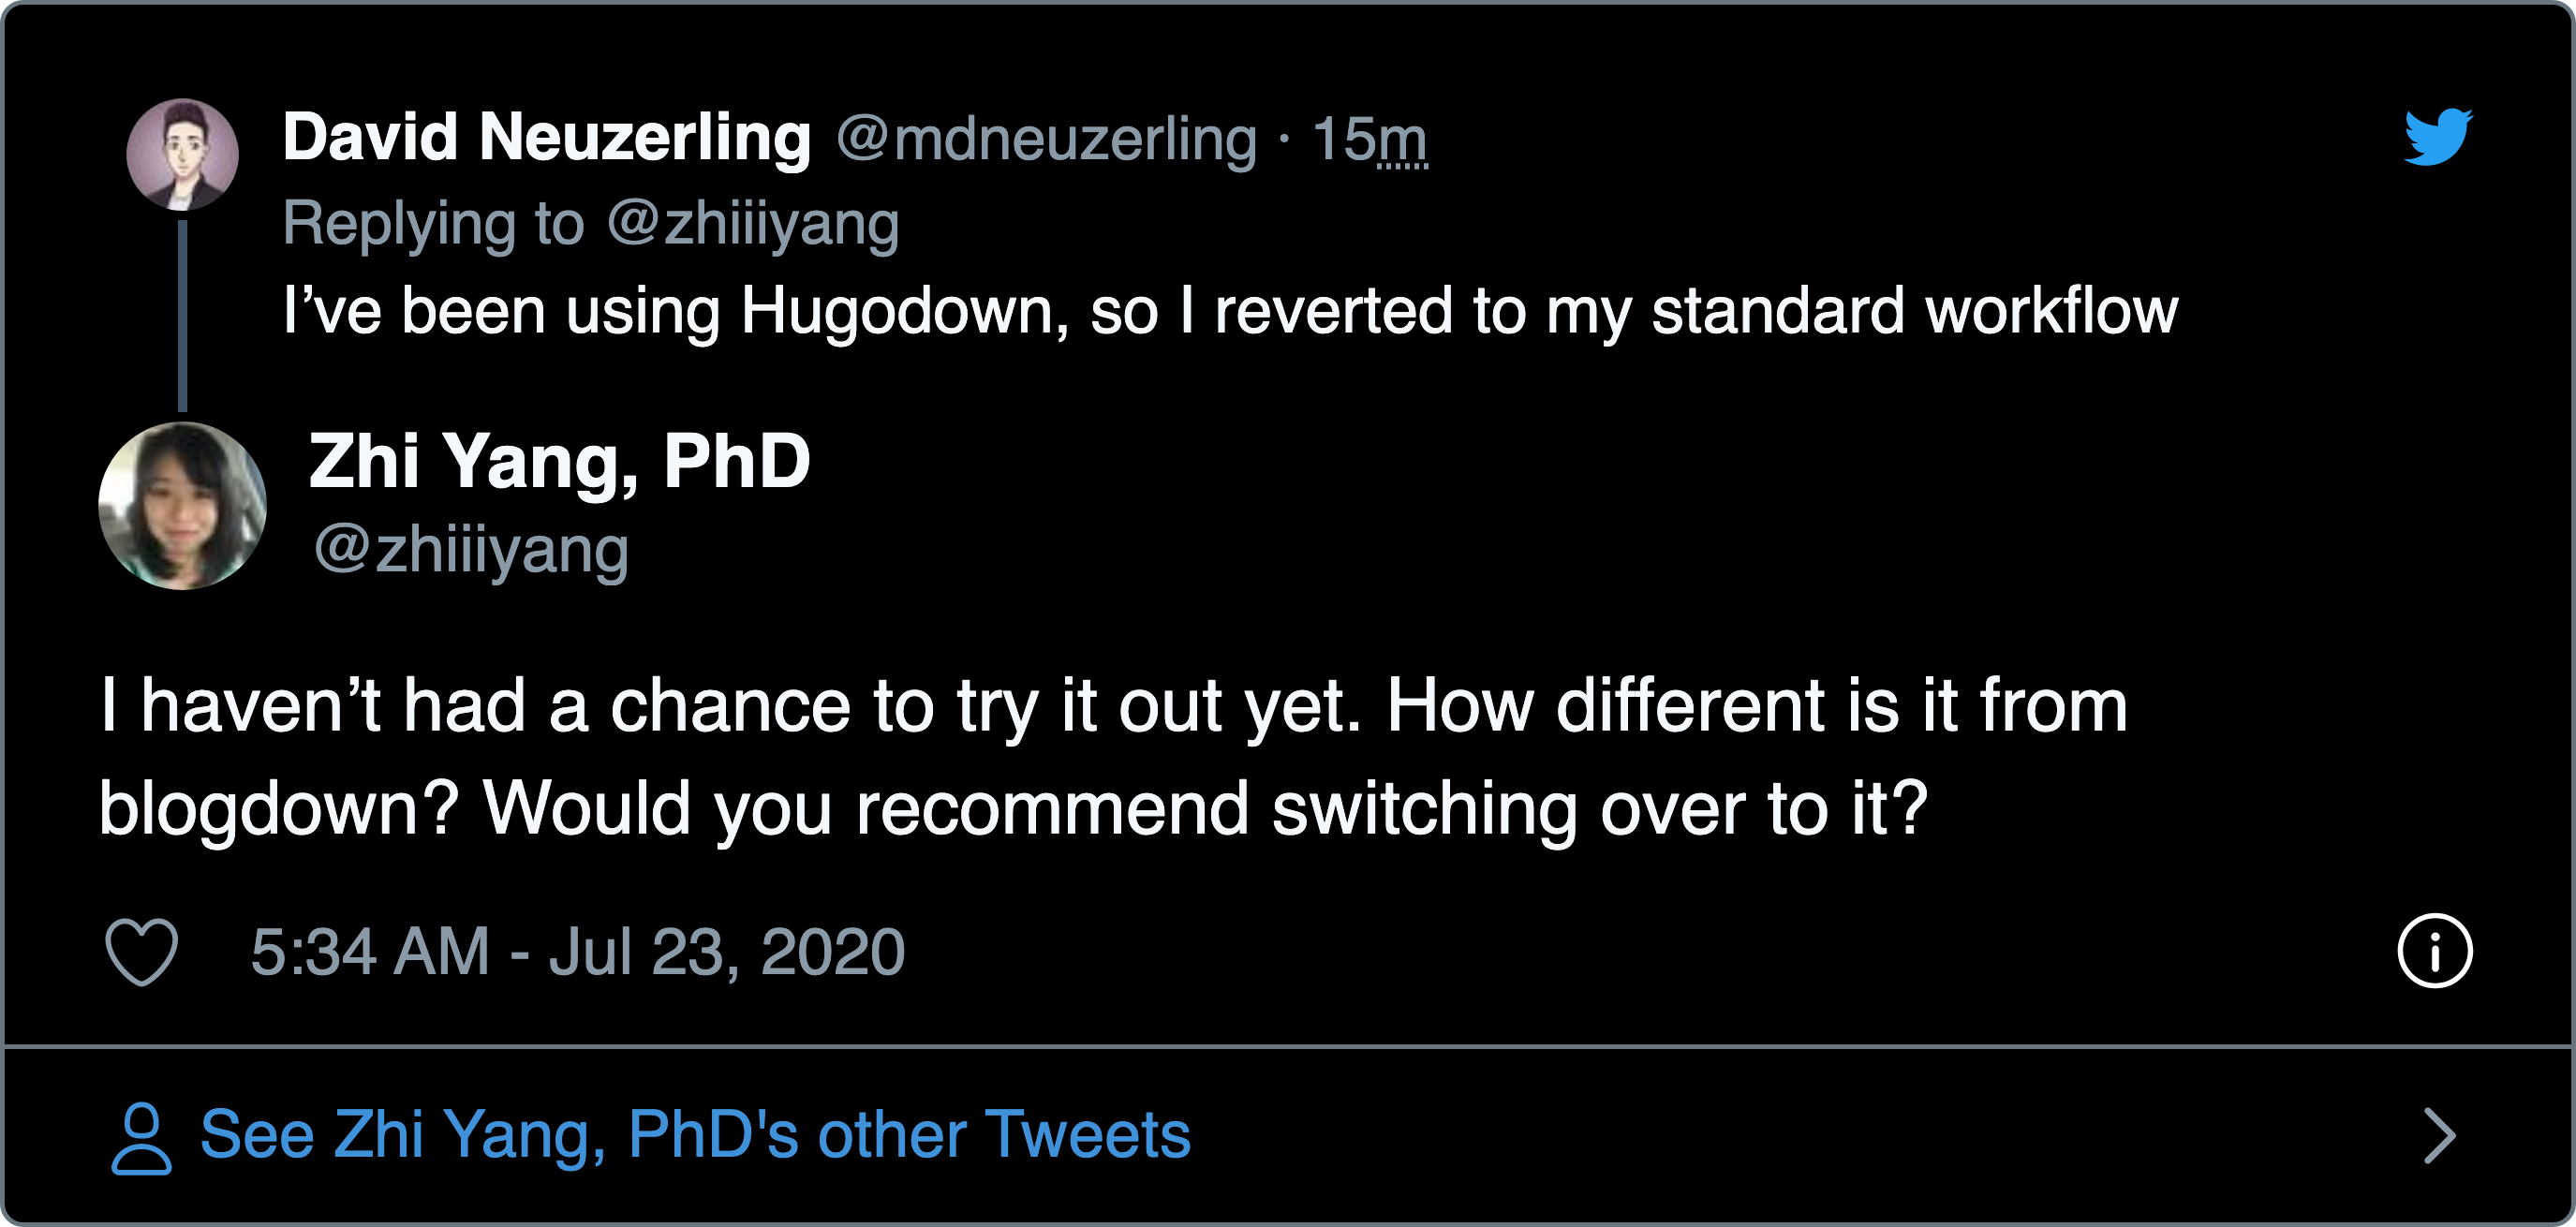 David Neuzerling @mdneuzerling · 15m
Replying to @zhiiiyang
I’ve been using Hugodown, so I reverted to my standard workflow
Zhi Yang, PhD
@zhiiiyang
I haven’t had a chance to try it out yet. How different is it from
blogdown? Would you recommend switching over to it?
5:34 AM - Jul 23, 2020
See Zhi Yang, PhD's other Tweets